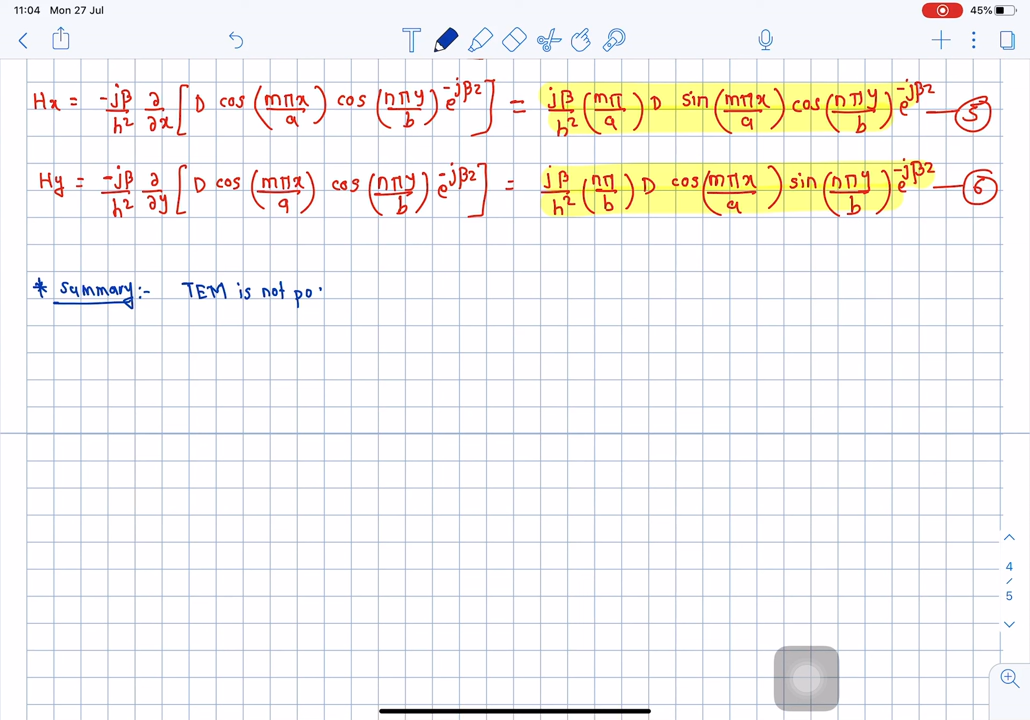 11:04 Mon 27 Jul 45%
T
Hx = -jβ/h² ∂/∂x [D cos(mπx/a) cos(nπy/b) e^-jβz] = jβ/h² (mπ/a) D sin(mπx/a) cos(nπy/b) e^-jβz — 5
Hy = -jβ/h² ∂/∂y [D cos(mπx/a) cos(nπy/b) e^-jβz] = jβ/h² (nπ/b) D cos(mπx/a) sin(nπy/b) e^-jβz — 6
* Summary:- TEM is not po
4
/
5